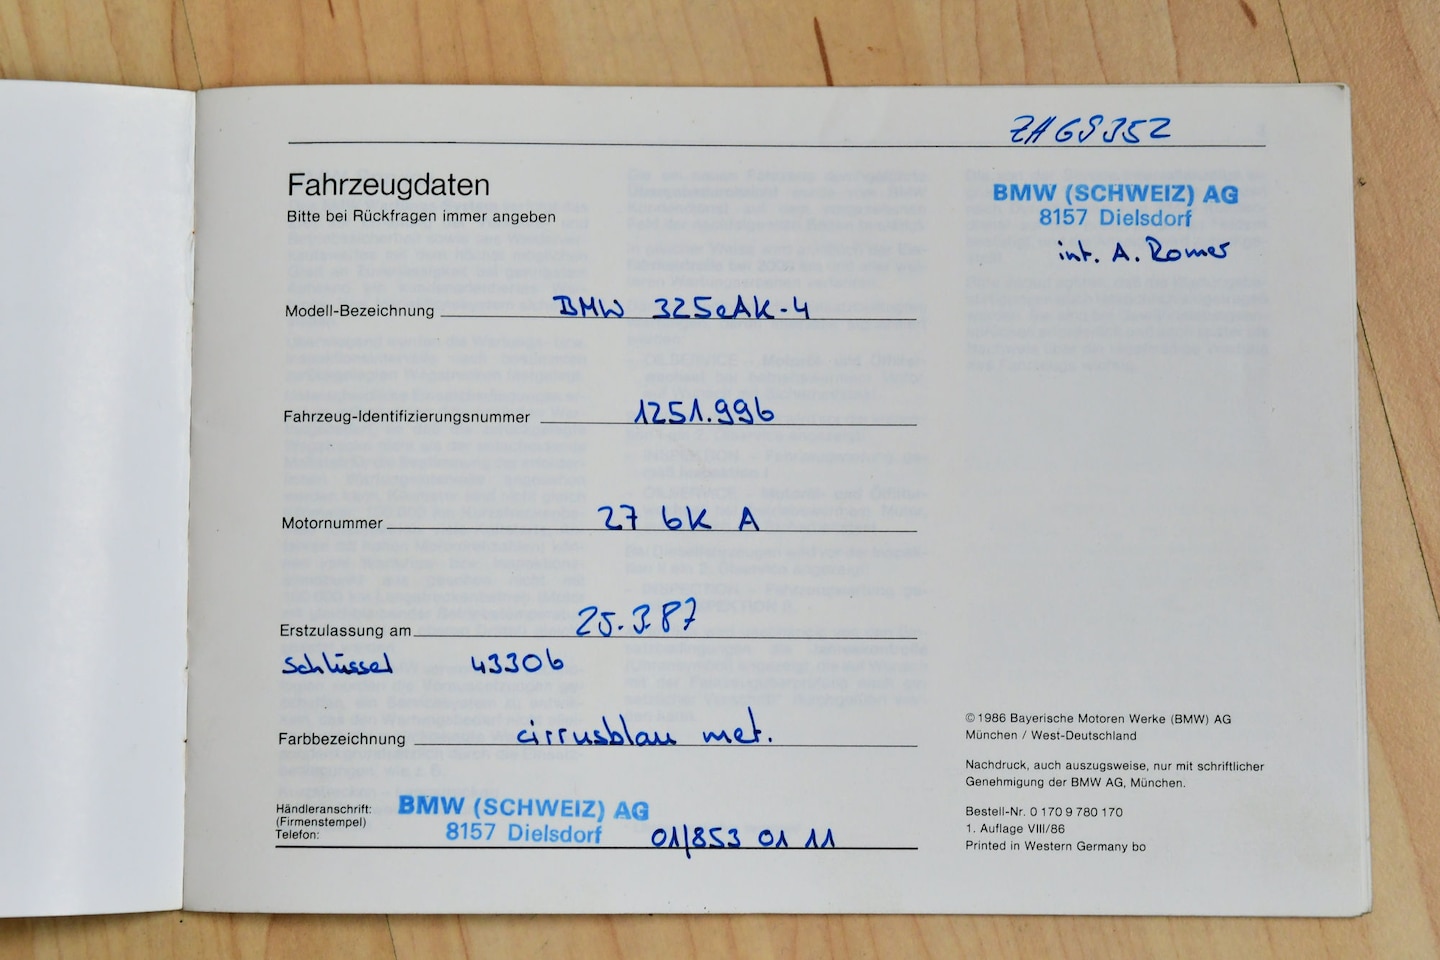 ZH 69352
Fahrzeugdaten
Bitte bei Rückfragen immer angeben
BMW (SCHWEIZ) AG
8157 Dielsdorf
int. A. Romer
Modell-Bezeichnung BMW 325eAK-4
Fahrzeug-Identifizierungsnummer 1251.996
Motornummer 27 6K A
Erstzulassung am 25.3.87
Schlüssel 43306
Farbbezeichnung cirrusblau met.
Händleranschrift:
(Firmenstempel)
Telefon:
BMW (SCHWEIZ) AG
8157 Dielsdorf
01/853 01 11
© 1986 Bayerische Motoren Werke (BMW) AG
München / West-Deutschland
Nachdruck, auch auszugsweise, nur mit schriftlicher
Genehmigung der BMW AG, München.
Bestell-Nr. 0 170 9 780 170
1. Auflage VIII/86
Printed in Western Germany bo